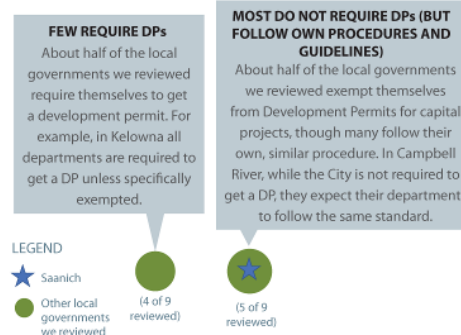 FEW REQUIRE DPs
About half of the local
governments we reviewed
require themselves to get
a development permit. For
example, in Kelowna all
departments are required to
get a DP unless specifically
exempted.
MOST DO NOT REQUIRE DPs (BUT
FOLLOW OWN PROCEDURES AND
GUIDELINES)
About half of the local governments
we reviewed exempt themselves
from Development Permits for capital
projects, though many follow their
own, similar procedure. In Campbell
River, while the City is not required to
get a DP, they expect their department
to follow the same standard.
LEGEND
Saanich
Other local
governments
we reviewed
(4 of 9
reviewed)
(5 of 9
reviewed)